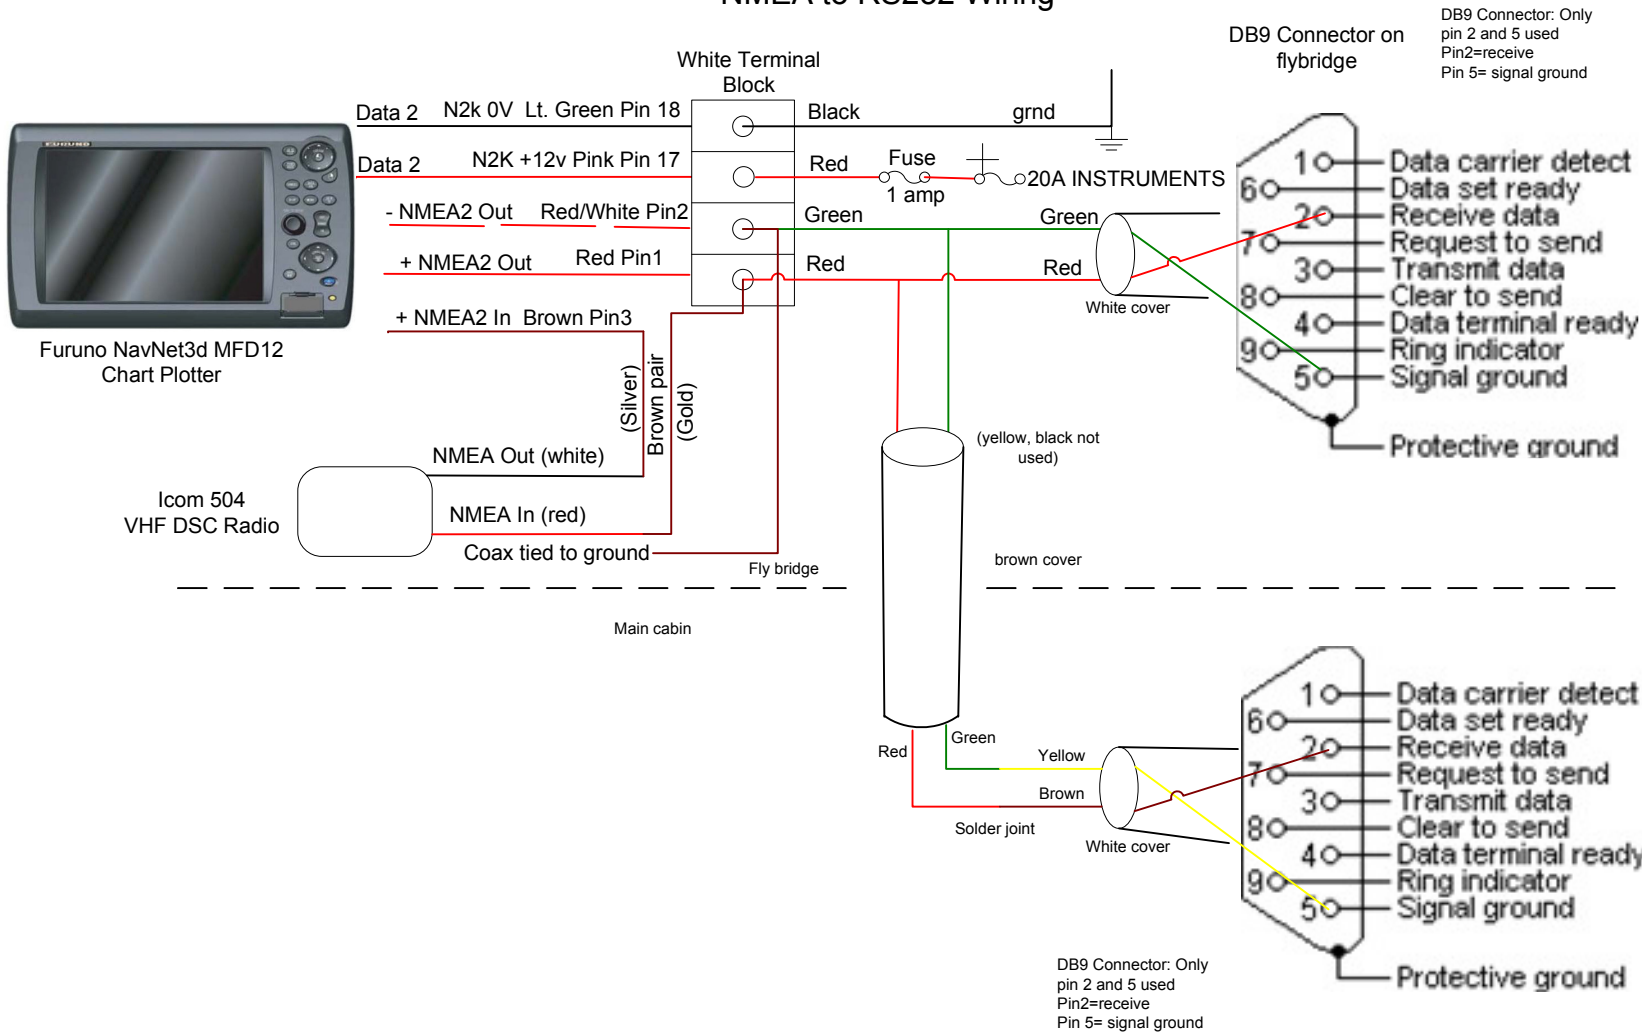 NMEA to RS232 Wiring
DB9 Connector: Only
pin 2 and 5 used
Pin2=receive
Pin 5= signal ground
DB9 Connector on
flybridge
White Terminal
Block
Data 2 N2k 0V Lt. Green Pin 18
Black
grnd
Data 2 N2K +12v Pink Pin 17
Red
Fuse
1 amp
20A INSTRUMENTS
- NMEA2 Out Red/White Pin2
Green
Green
+ NMEA2 Out Red Pin1
Red
Red
White cover
+ NMEA2 In Brown Pin3
FURUNO
Furuno NavNet3d MFD12
Chart Plotter
(Silver)
Brown pair
(Gold)
NMEA Out (white)
Icom 504
VHF DSC Radio
NMEA In (red)
Coax tied to ground
Fly bridge
(yellow, black not
used)
brown cover
Main cabin
1 Data carrier detect
6 Data set ready
2 Receive data
7 Request to send
3 Transmit data
8 Clear to send
4 Data terminal ready
9 Ring indicator
5 Signal ground
Protective ground
Red
Green
Yellow
Brown
Solder joint
White cover
1 Data carrier detect
6 Data set ready
2 Receive data
7 Request to send
3 Transmit data
8 Clear to send
4 Data terminal ready
9 Ring indicator
5 Signal ground
Protective ground
DB9 Connector: Only
pin 2 and 5 used
Pin2=receive
Pin 5= signal ground